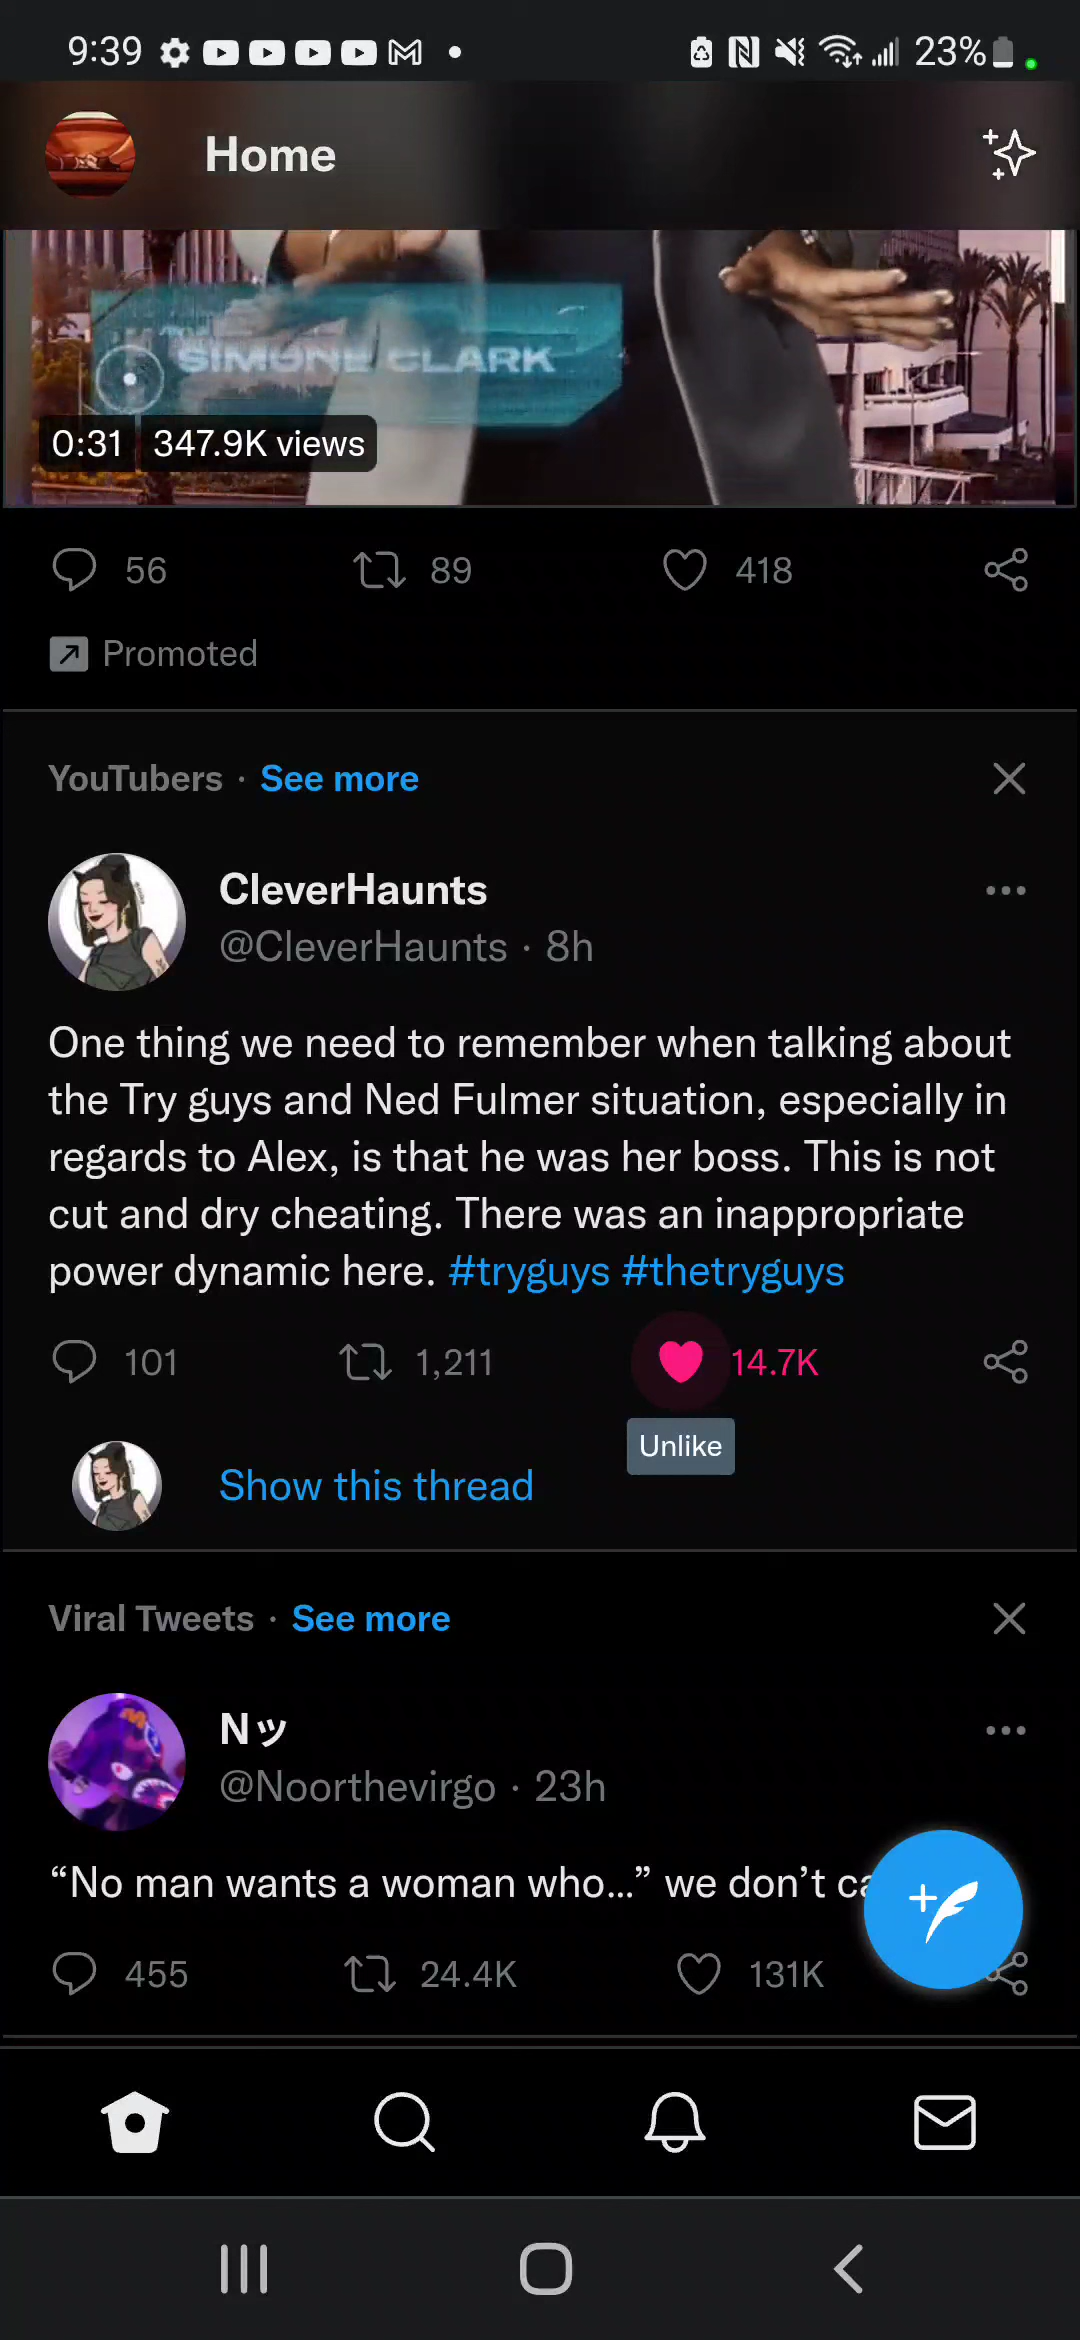 9:39
23%
Home
SIMONE CLARK
0:31 347.9K views
56 89 418
Promoted
YouTubers · See more
CleverHaunts
@CleverHaunts · 8h
One thing we need to remember when talking about
the Try guys and Ned Fulmer situation, especially in
regards to Alex, is that he was her boss. This is not
cut and dry cheating. There was an inappropriate
power dynamic here. #tryguys #thetryguys
101 1,211 14.7K
Unlike
Show this thread
Viral Tweets · See more
Nッ
@Noorthevirgo · 23h
“No man wants a woman who...” we don’t
455 24.4K 131K